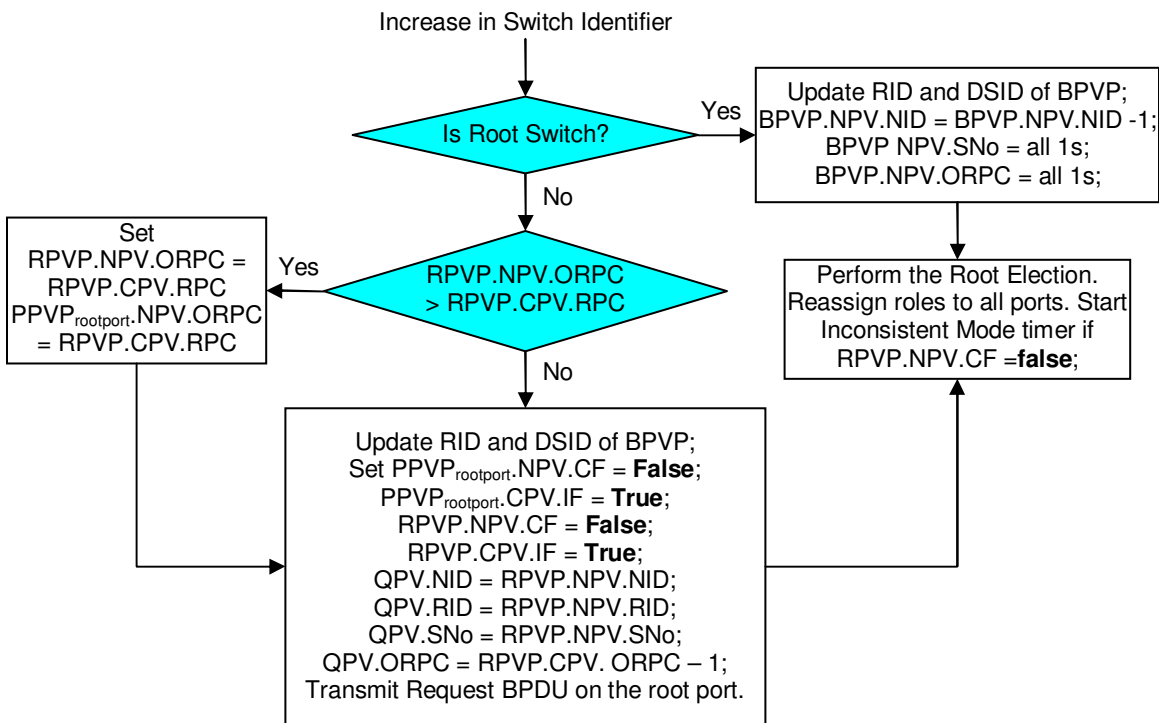 Increase in Switch Identifier
Is Root Switch?
Yes
Update RID and DSID of BPVP;
BPVP.NPV.NID = BPVP.NPV.NID -1;
BPVP NPV.SNo = all 1s;
BPVP.NPV.ORPC = all 1s;
No
RPVP.NPV.ORPC
> RPVP.CPV.RPC
Yes
Set
RPVP.NPV.ORPC =
RPVP.CPV.RPC
PPVProotport.NPV.ORPC
= RPVP.CPV.RPC
No
Update RID and DSID of BPVP;
Set PPVProotport.NPV.CF = False;
PPVProotport.CPV.IF = True;
RPVP.NPV.CF = False;
RPVP.CPV.IF = True;
QPV.NID = RPVP.NPV.NID;
QPV.RID = RPVP.NPV.RID;
QPV.SNo = RPVP.NPV.SNo;
QPV.ORPC = RPVP.CPV. ORPC – 1;
Transmit Request BPDU on the root port.
Perform the Root Election.
Reassign roles to all ports. Start
Inconsistent Mode timer if
RPVP.NPV.CF =false;